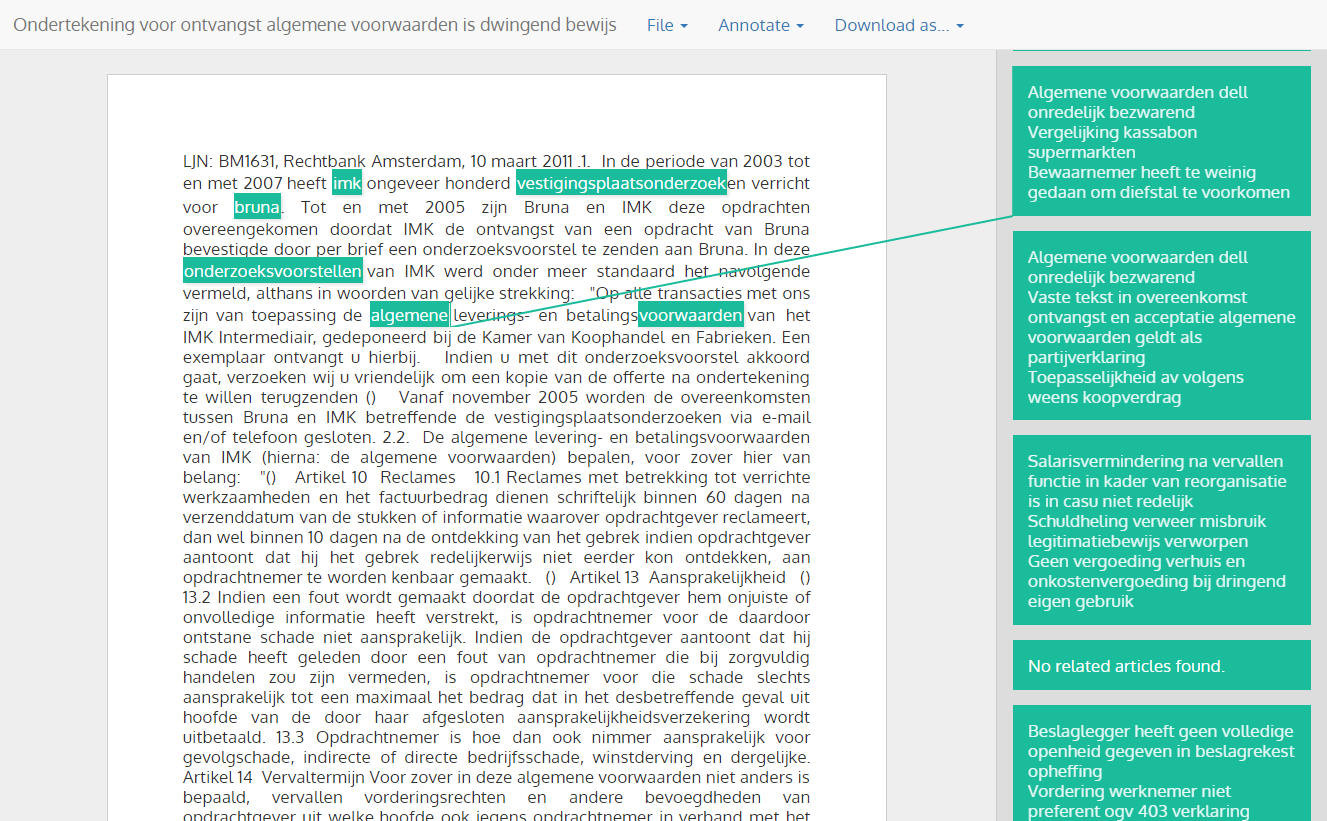 Ondertekening voor ontvangst algemene voorwaarden is dwingend bewijs
File
Annotate
Download as...
LJN: BM1631, Rechtbank Amsterdam, 10 maart 2011 .1. In de periode van 2003 tot
en met 2007 heeft imk ongeveer honderd vestigingsplaatsonderzoeken verricht
voor bruna. Tot en met 2005 zijn Bruna en IMK deze opdrachten
overeengekomen doordat IMK de ontvangst van een opdracht van Bruna
bevestigde door per brief een onderzoeksvoorstel te zenden aan Bruna. In deze
onderzoeksvoorstellen van IMK werd onder meer standaard het navolgende
vermeld, althans in woorden van gelijke strekking: "Op alle transacties met ons
zijn van toepassing de algemene leverings- en betalingsvoorwaarden van het
IMK Intermediair, gedeponeerd bij de Kamer van Koophandel en Fabrieken. Een
exemplaar ontvangt u hierbij. Indien u met dit onderzoeksvoorstel akkoord
gaat, verzoeken wij u vriendelijk om een kopie van de offerte na ondertekening
te willen terugzenden () Vanaf november 2005 worden de overeenkomsten
tussen Bruna en IMK betreffende de vestigingsplaatsonderzoeken via e-mail
en/of telefoon gesloten. 2.2. De algemene levering- en betalingsvoorwaarden
van IMK (hierna: de algemene voorwaarden) bepalen, voor zover hier van
belang: "() Artikel 10 Reclames 10.1 Reclames met betrekking tot verrichte
werkzaamheden en het factuurbedrag dienen schriftelijk binnen 60 dagen na
verzenddatum van de stukken of informatie waarover opdrachtgever reclameert,
dan wel binnen 10 dagen na de ontdekking van het gebrek indien opdrachtgever
aantoont dat hij het gebrek redelijkerwijs niet eerder kon ontdekken, aan
opdrachtnemer te worden kenbaar gemaakt. () Artikel 13 Aansprakelijkheid ()
13.2 Indien een fout wordt gemaakt doordat de opdrachtgever hem onjuiste of
onvolledige informatie heeft verstrekt, is opdrachtnemer voor de daardoor
ontstane schade niet aansprakelijk. Indien de opdrachtgever aantoont dat hij
schade heeft geleden door een fout van opdrachtnemer die bij zorgvuldig
handelen zou zijn vermeden, is opdrachtnemer voor die schade slechts
aansprakelijk tot een maximaal het bedrag dat in het desbetreffende geval uit
hoofde van de door haar afgesloten aansprakelijkheidsverzekering wordt
uitbetaald. 13.3 Opdrachtnemer is hoe dan ook nimmer aansprakelijk voor
gevolgschade, indirecte of directe bedrijfsschade, winstderving en dergelijke.
Artikel 14 Vervaltermijn Voor zover in deze algemene voorwaarden niet anders is
bepaald, vervallen vorderingsrechten en andere bevoegdheden van
opdrachtgever uit welke hoofde ook jegens opdrachtnemer in verband met het
Algemene voorwaarden dell
onredelijk bezwarend
Vergelijking kassabon
supermarkten
Bewaarnemer heeft te weinig
gedaan om diefstal te voorkomen
Algemene voorwaarden dell
onredelijk bezwarend
Vaste tekst in overeenkomst
ontvangst en acceptatie algemene
voorwaarden geldt als
partijverklaring
Toepasselijkheid av volgens
weens koopverdrag
Salarisvermindering na vervallen
functie in kader van reorganisatie
is in casu niet redelijk
Schuldheling verweer misbruik
legitimatiebewijs verworpen
Geen vergoeding verhuis en
onkostenvergoeding bij dringend
eigen gebruik
No related articles found.
Beslaglegger heeft geen volledige
openheid gegeven in beslagrekest
opheffing
Vordering werknemer niet
preferent ogv 403 verklaring